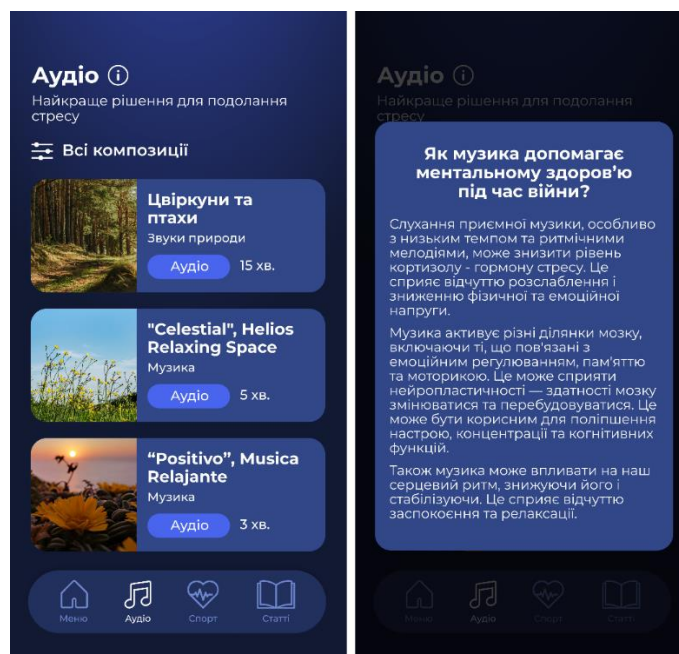 Аудіо
Найкраще рішення для подолання
стресу
Всі композиції
Цвіркуни та
птахи
Звуки природи
Аудіо 15 хв.
"Celestial", Helios
Relaxing Space
Музика
Аудіо 5 хв.
“Positivo”, Musica
Relajante
Музика
Аудіо 3 хв.
Меню Аудіо Спорт Статті
Аудіо
Найкраще рішення для подолання
стресу
Як музика допомагає
ментальному здоров’ю
під час війни?
Слухання приємної музики, особливо
з низьким темпом та ритмічними
мелодіями, може знизити рівень
кортизолу - гормону стресу. Це
сприяє відчуттю розслаблення і
зниженню фізичної та емоційної
напруги.
Музика активує різні ділянки мозку,
включаючи ті, що пов'язані з
емоційним регулюванням, пам'яттю
та моторикою. Це може сприяти
нейропластичності — здатності мозку
змінюватися та перебудовуватися. Це
може бути корисним для поліпшення
настрою, концентрації та когнітивних
функцій.
Також музика може впливати на наш
серцевий ритм, знижуючи його і
стабілізуючи. Це сприяє відчуттю
заспокоєння та релаксації.
Меню Аудіо Спорт Статті